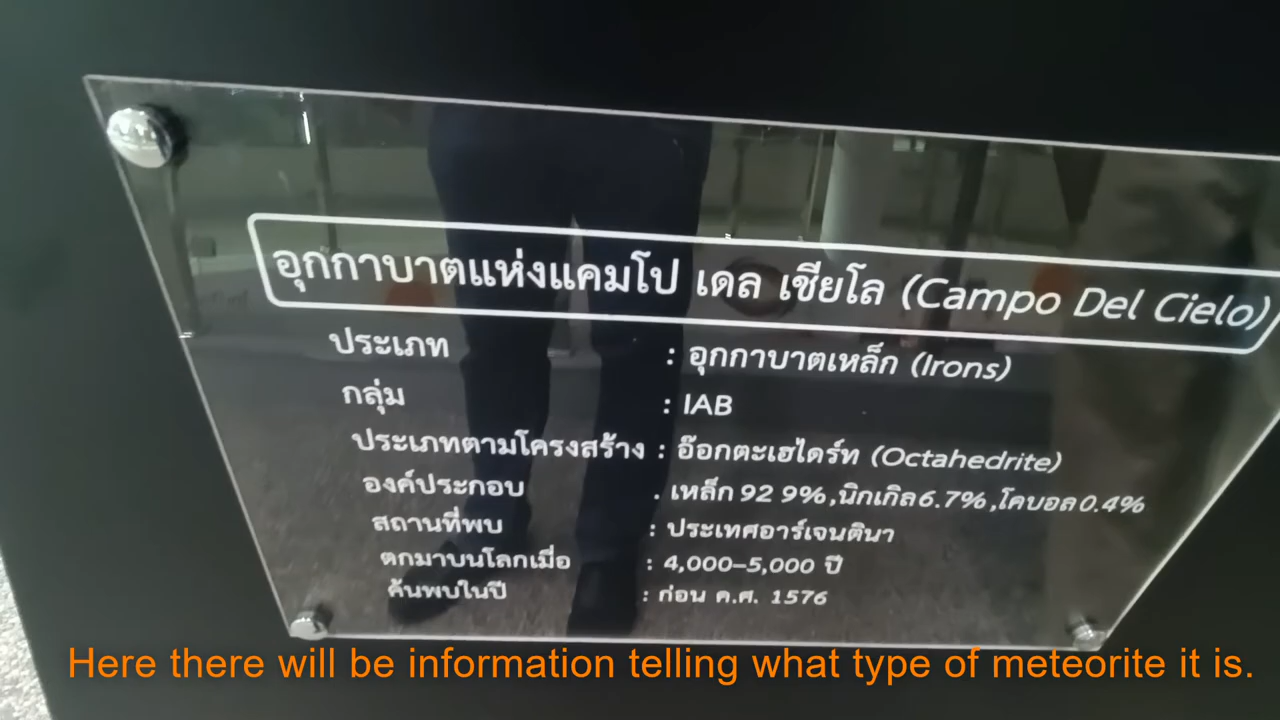 อุกกาบาตแห่งแคมโป เดล เชียโล (Campo Del Cielo)
ประเภท : อุกกาบาตเหล็ก (Irons)
กลุ่ม : IAB
ประเภทตามโครงสร้าง : อ๊อกตะเฮไดร์ท (Octahedrite)
องค์ประกอบ : เหล็ก 92.9%,นิกเกิล 6.7%,โคบอล 0.4%
สถานที่พบ : ประเทศอาร์เจนตินา
ตกมาบนโลกเมื่อ : 4,000–5,000 ปี
ค้นพบในปี : ก่อน ค.ศ. 1576
Here there will be information telling what type of meteorite it is.